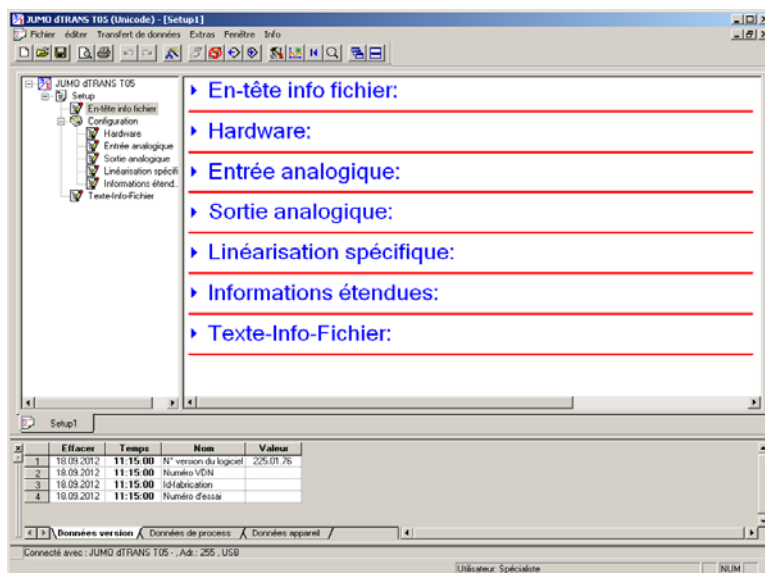 JUMO dTRANS T05 (Unicode) - [Setup1]
Fichier éditer Transfert de données Extras Fenêtre Info
JUMO dTRANS T05
Setup
En-tête info fichier
Configuration
Hardware
Entrée analogique
Sortie analogique
Linéarisation spécifi
Informations étend..
Texte-Info-Fichier
En-tête info fichier:
Hardware:
Entrée analogique:
Sortie analogique:
Linéarisation spécifique:
Informations étendues:
Texte-Info-Fichier:
Setup1
Effacer Temps Nom Valeur
1 18.09.2012 11:15:00 N° version du logiciel 225.01.76
2 18.09.2012 11:15:00 Numéro VDN
3 18.09.2012 11:15:00 Id-fabrication
4 18.09.2012 11:15:00 Numéro d'essai
Données version Données de process Données appareil
Connecté avec : JUMO dTRANS T05 - , Adr.: 255 , USB
Utilisateur: Spécialiste NUM